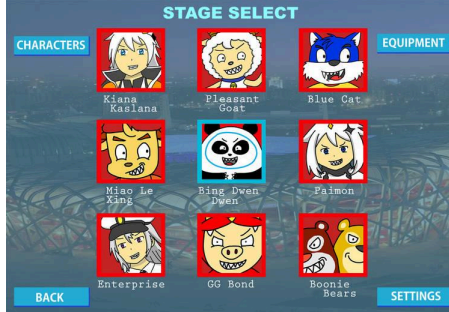 STAGE SELECT
CHARACTERS
EQUIPMENT
Kiana
Kaslana
Pleasant
Goat
Blue Cat
Miao Le
Xing
Bing Dwen
Dwen
Paimon
Enterprise
GG Bond
Boonie
Bears
BACK
SETTINGS